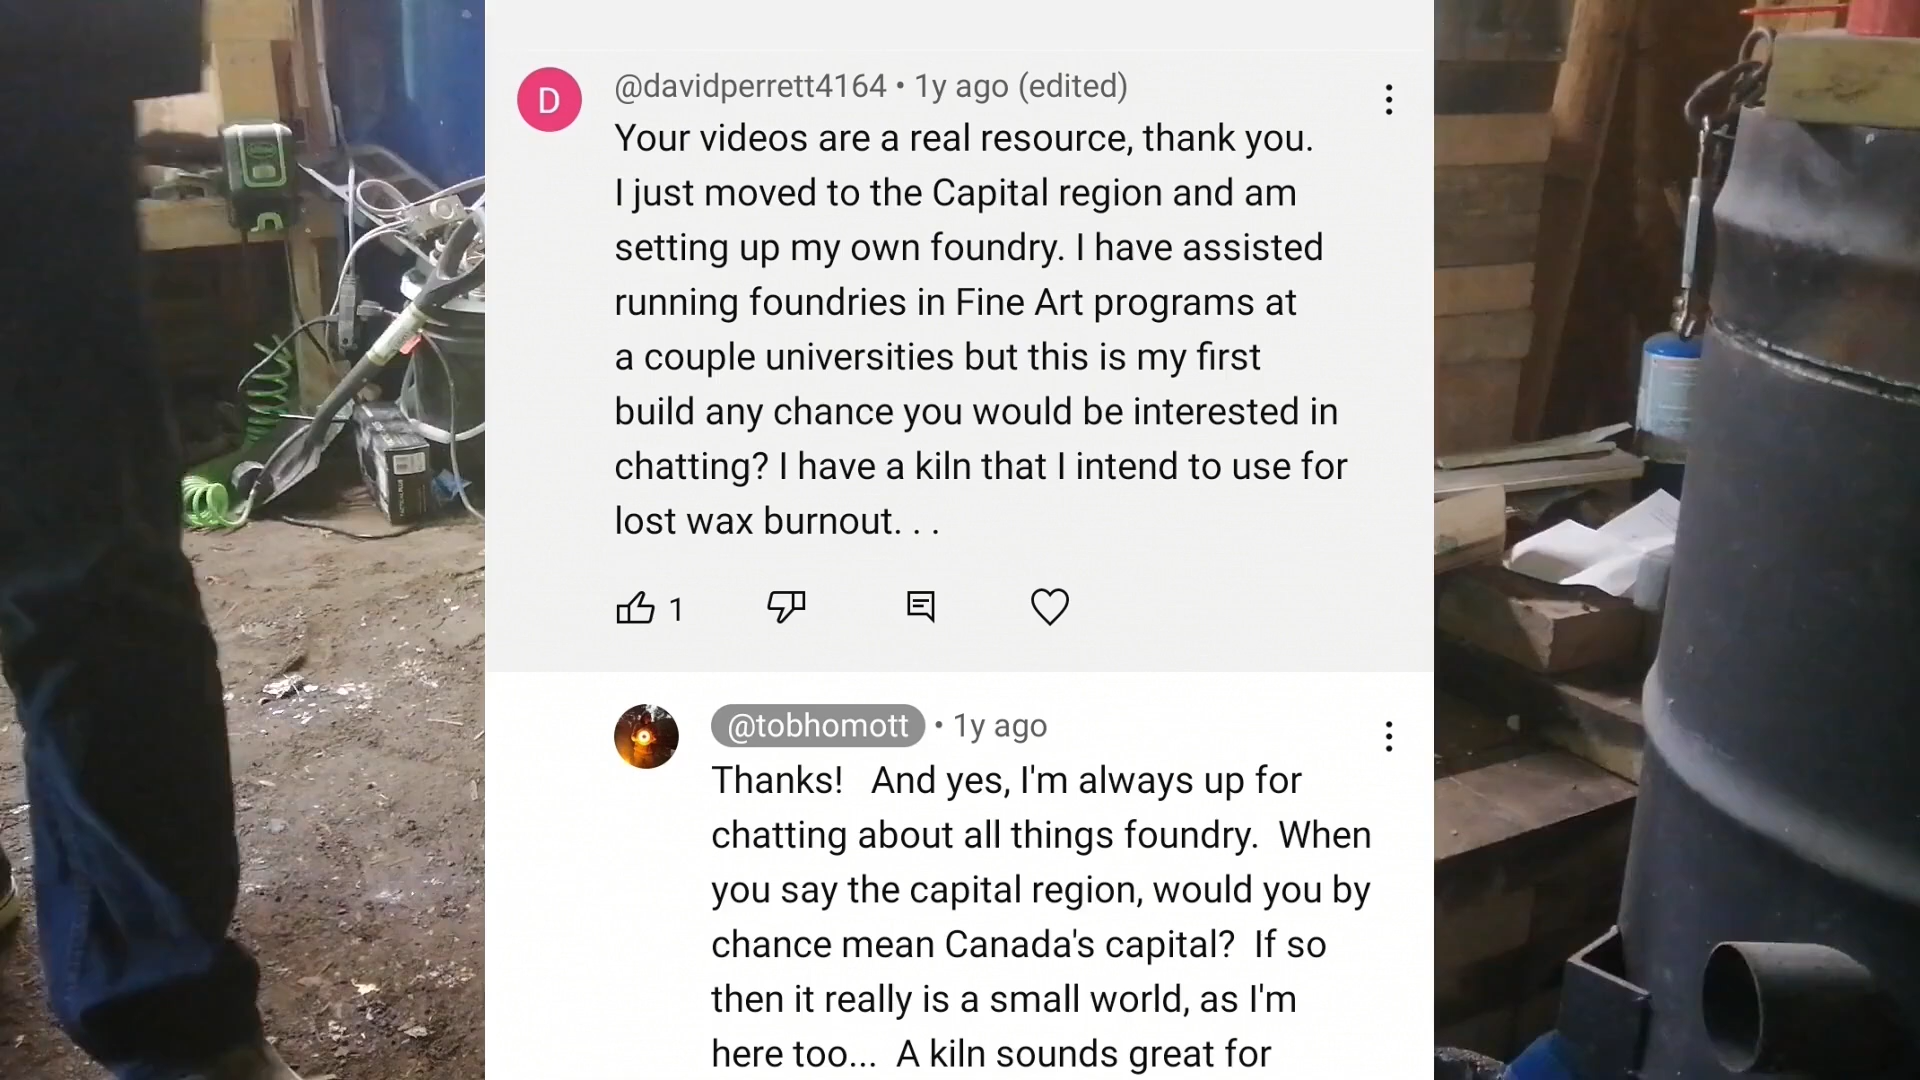 D
@davidperrett4164 • 1y ago (edited)
Your videos are a real resource, thank you.
I just moved to the Capital region and am
setting up my own foundry. I have assisted
running foundries in Fine Art programs at
a couple universities but this is my first
build any chance you would be interested in
chatting? I have a kiln that I intend to use for
lost wax burnout. . .
1
@tobhomott • 1y ago
Thanks!   And yes, I'm always up for
chatting about all things foundry.  When
you say the capital region, would you by
chance mean Canada's capital?  If so
then it really is a small world, as I'm
here too...  A kiln sounds great for